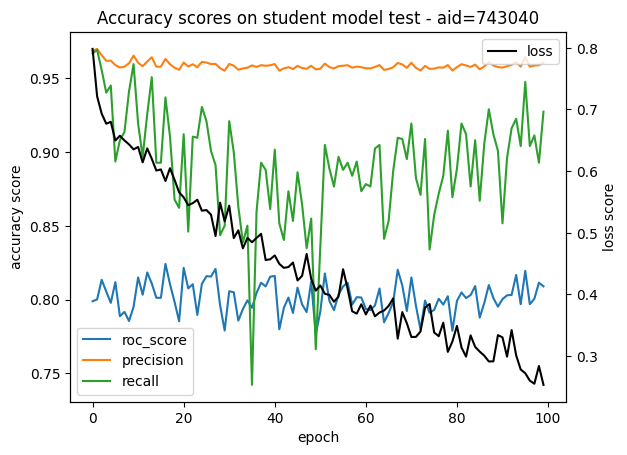 Accuracy scores on student model test - aid=743040
loss
accuracy score
0.95
0.90
0.85
0.80
0.75
0.8
0.7
0.6
0.5
0.4
0.3
loss score
roc_score
precision
recall
0
20
40
60
80
100
epoch